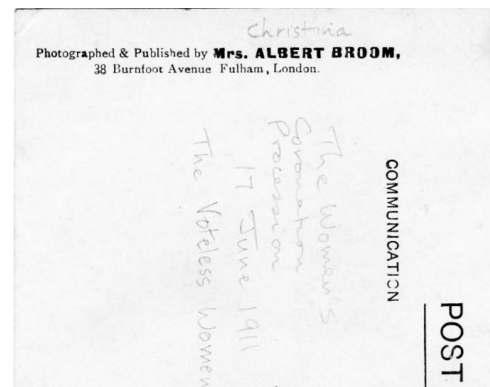 Christina
Photographed & Published by Mrs. ALBERT BROOM,
38 Burnfoot Avenue Fulham, London.
The Women's
Coronation
Procession
17 June 1911
The Voteless Women
COMMUNICATION
POST